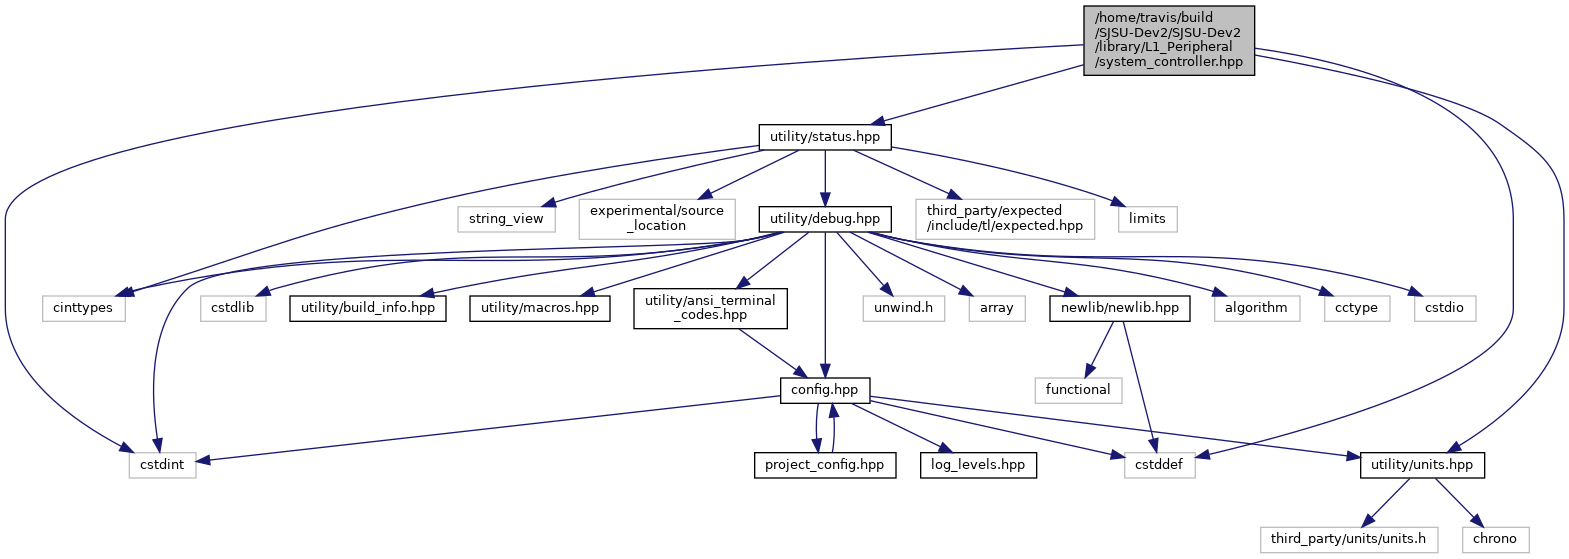 /home/travis/build
/SJSU-Dev2/SJSU-Dev2
/library/L1_Peripheral
/system_controller.hpp
utility/status.hpp
string_view
experimental/source
_location
utility/debug.hpp
third_party/expected
/include/tl/expected.hpp
limits
cinttypes
cstdlib
utility/build_info.hpp
utility/macros.hpp
utility/ansi_terminal
_codes.hpp
unwind.h
array
newlib/newlib.hpp
algorithm
cctype
cstdio
config.hpp
functional
cstdint
project_config.hpp
log_levels.hpp
cstddef
utility/units.hpp
third_party/units/units.h
chrono